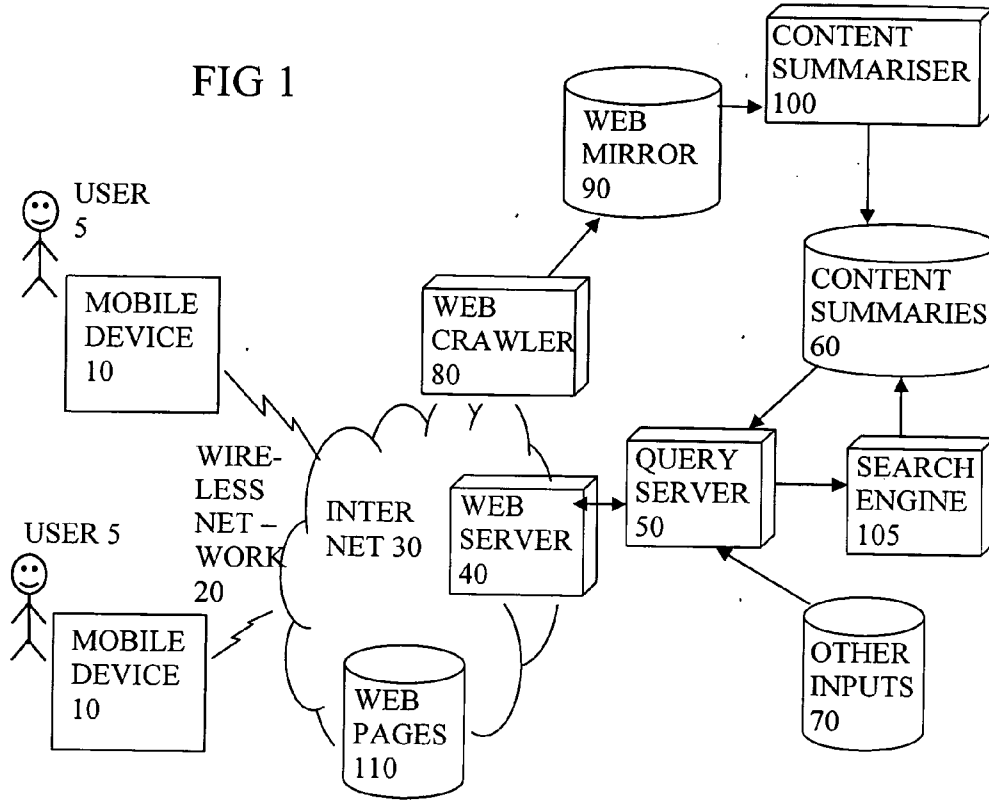 FIG 1
CONTENT
SUMMARISER
100
WEB
MIRROR
90
USER
5
MOBILE
DEVICE
10
WEB
CRAWLER
80
CONTENT
SUMMARIES
60
WIRE-
LESS
NET –
WORK
20
INTER
NET 30
WEB
SERVER
40
QUERY
SERVER
50
SEARCH
ENGINE
105
USER 5
MOBILE
DEVICE
10
WEB
PAGES
110
OTHER
INPUTS
70